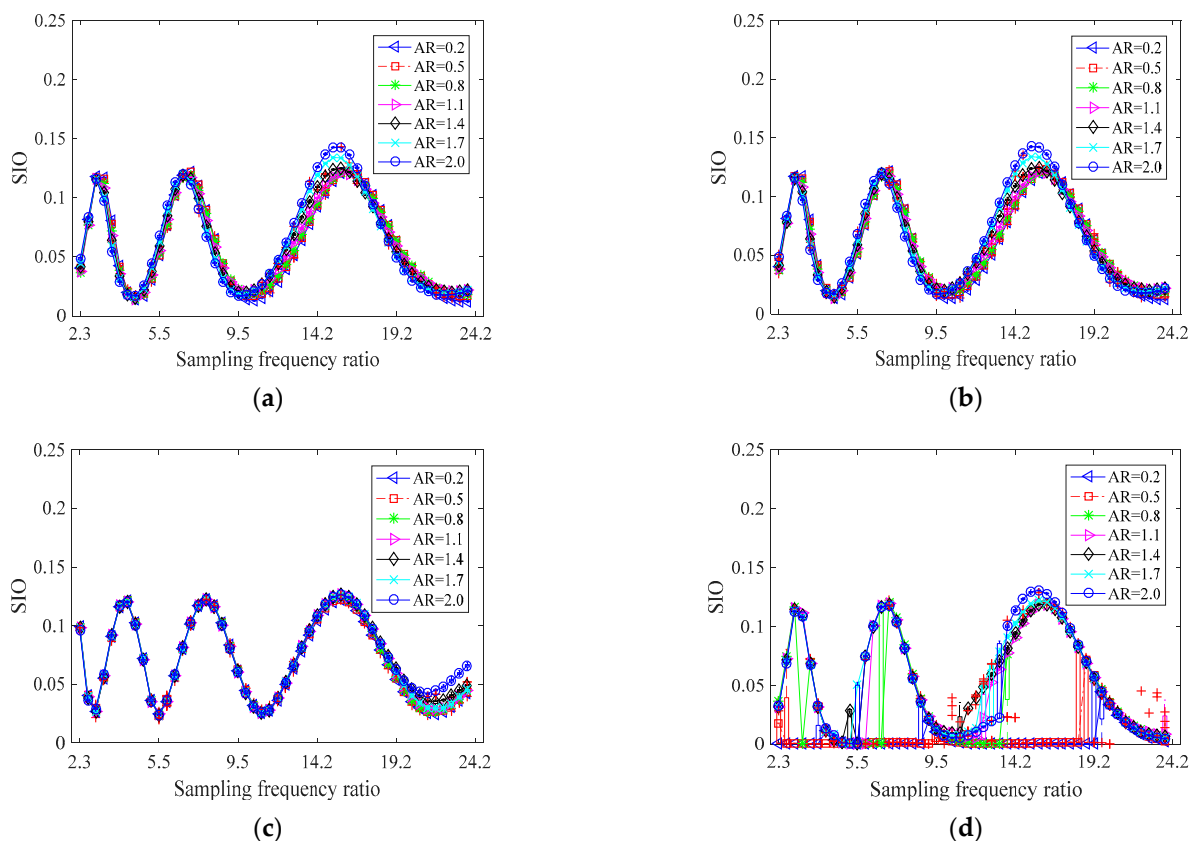 0.25
0.2
0.15
0.1
0.05
0
SIO
AR=0.2
AR=0.5
AR=0.8
AR=1.1
AR=1.4
AR=1.7
AR=2.0
2.3 5.5 9.5 14.2 19.2 24.2
Sampling frequency ratio
(a)
0.25
0.2
0.15
0.1
0.05
0
SIO
AR=0.2
AR=0.5
AR=0.8
AR=1.1
AR=1.4
AR=1.7
AR=2.0
2.3 5.5 9.5 14.2 19.2 24.2
Sampling frequency ratio
(b)
0.25
0.2
0.15
0.1
0.05
0
SIO
AR=0.2
AR=0.5
AR=0.8
AR=1.1
AR=1.4
AR=1.7
AR=2.0
2.3 5.5 9.5 14.2 19.2 24.2
Sampling frequency ratio
(c)
0.25
0.2
0.15
0.1
0.05
0
SIO
AR=0.2
AR=0.5
AR=0.8
AR=1.1
AR=1.4
AR=1.7
AR=2.0
2.3 5.5 9.5 14.2 19.2 24.2
Sampling frequency ratio
(d)